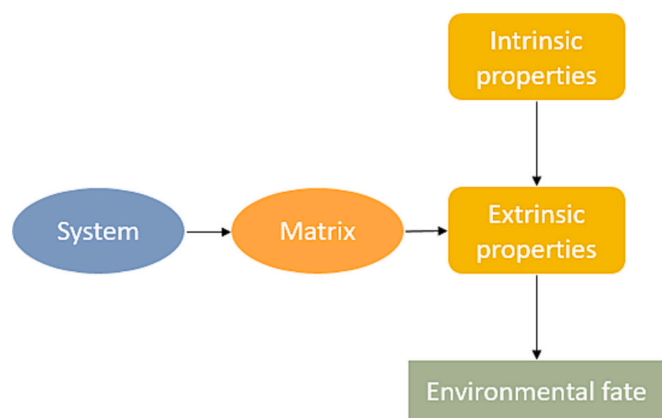 Intrinsic
properties
System
Matrix
Extrinsic
properties
Environmental fate